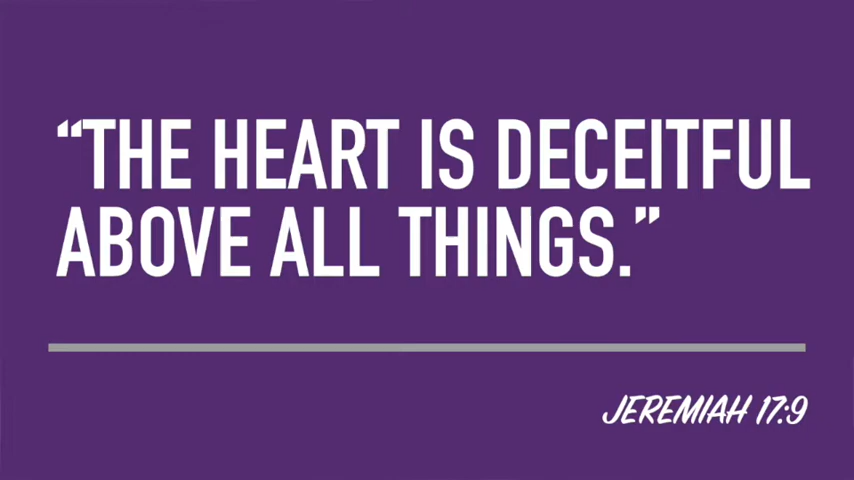 “THE HEART IS DECEITFUL
ABOVE ALL THINGS.”
JEREMIAH 17:9